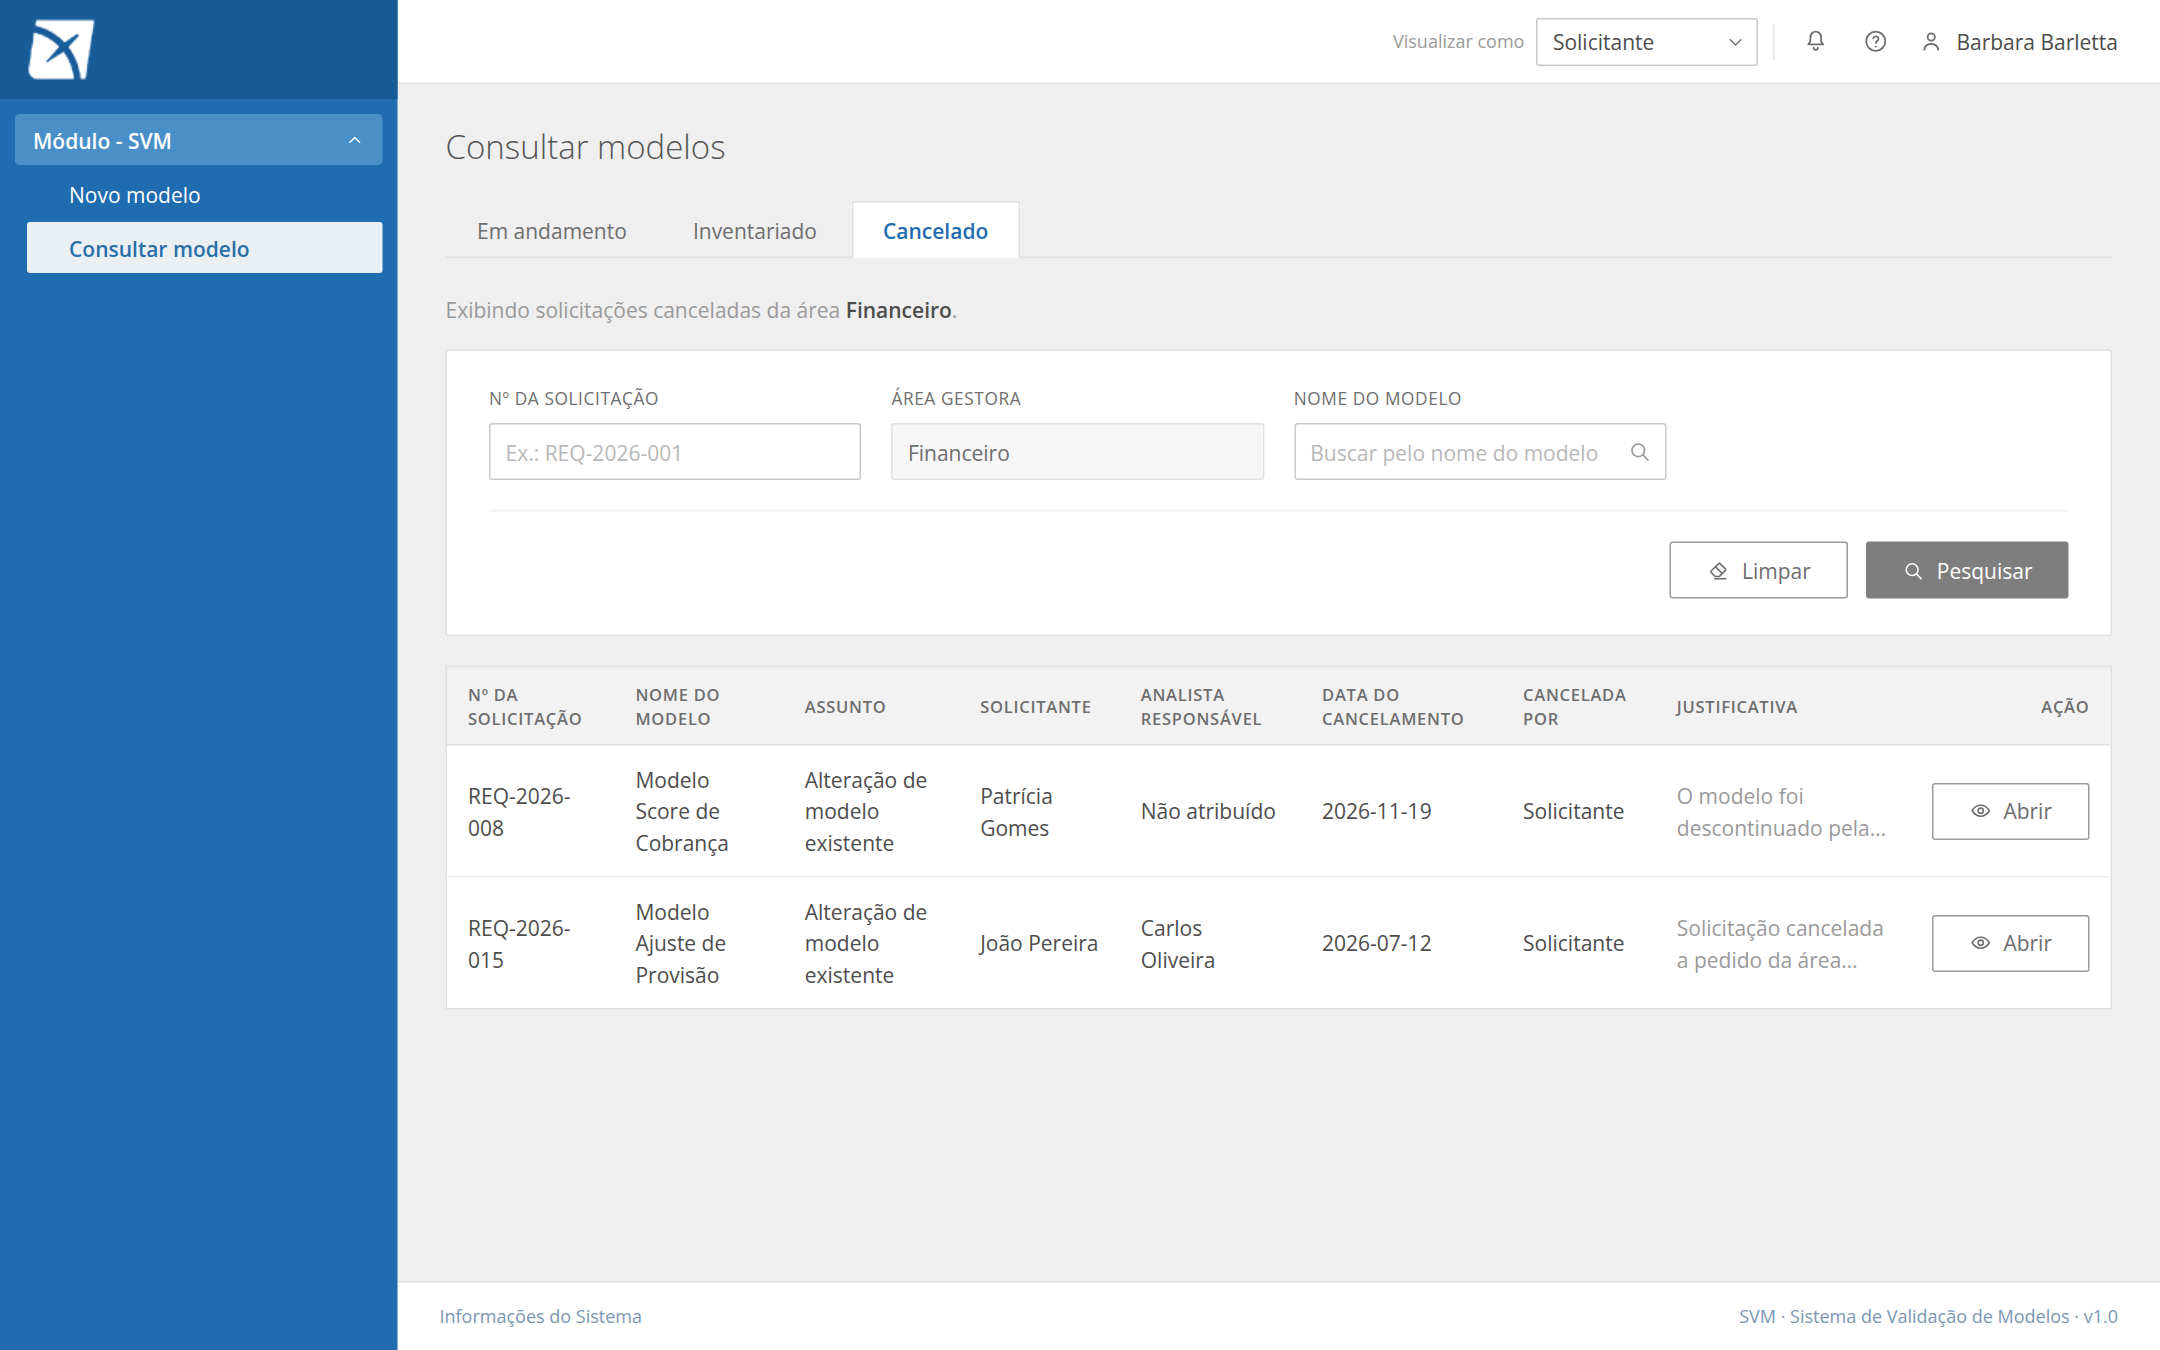 Visualizar como
Solicitante
Barbara Barletta
Módulo - SVM
Novo modelo
Consultar modelo
Consultar modelos
Em andamento
Inventariado
Cancelado
Exibindo solicitações canceladas da área Financeiro.
Nº DA SOLICITAÇÃO
ÁREA GESTORA
NOME DO MODELO
Ex.: REQ-2026-001
Financeiro
Buscar pelo nome do modelo
Limpar
Pesquisar
Nº DA
SOLICITAÇÃO
NOME DO
MODELO
ASSUNTO
SOLICITANTE
ANALISTA
RESPONSÁVEL
DATA DO
CANCELAMENTO
CANCELADA
POR
JUSTIFICATIVA
AÇÃO
REQ-2026-
008
Modelo
Score de
Cobrança
Alteração de
modelo
existente
Patrícia
Gomes
Não atribuído
2026-11-19
Solicitante
O modelo foi
descontinuado pela...
Abrir
REQ-2026-
015
Modelo
Ajuste de
Provisão
Alteração de
modelo
existente
João Pereira
Carlos
Oliveira
2026-07-12
Solicitante
Solicitação cancelada
a pedido da área...
Abrir
Informações do Sistema
SVM · Sistema de Validação de Modelos · v1.0